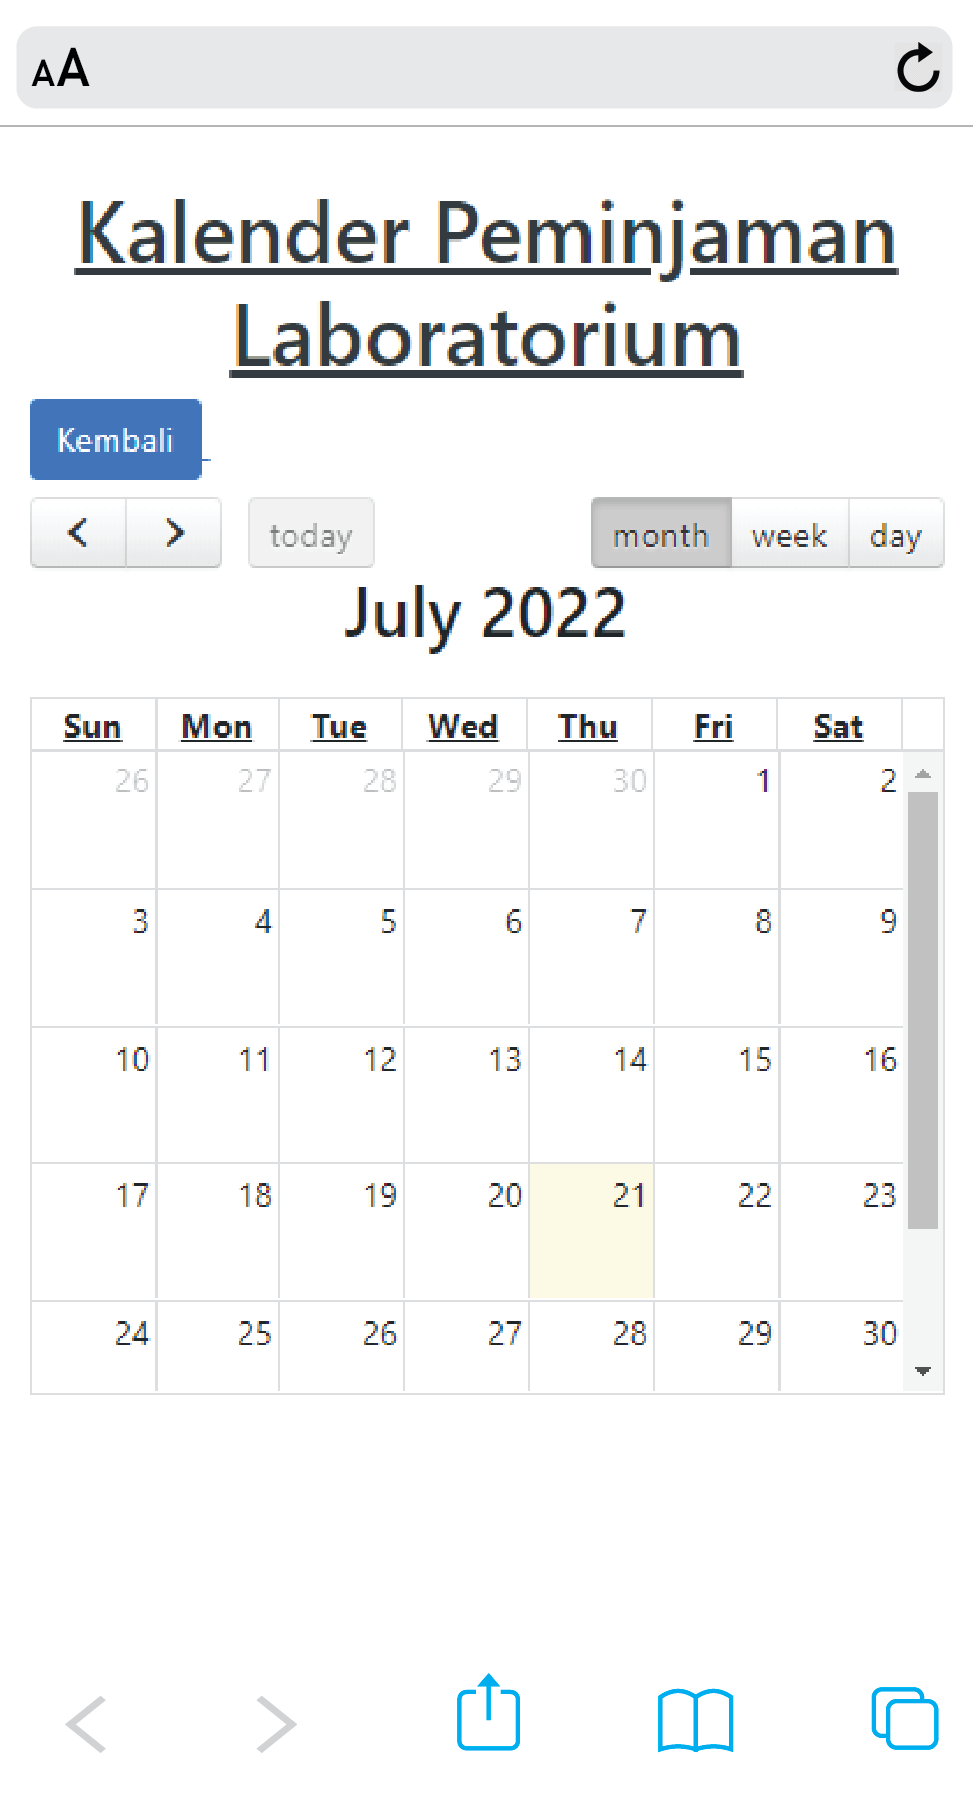 AA
Kalender Peminjaman
Laboratorium
Kembali
today month week day
July 2022
Sun Mon Tue Wed Thu Fri Sat
26 27 28 29 30 1 2
3 4 5 6 7 8 9
10 11 12 13 14 15 16
17 18 19 20 21 22 23
24 25 26 27 28 29 30